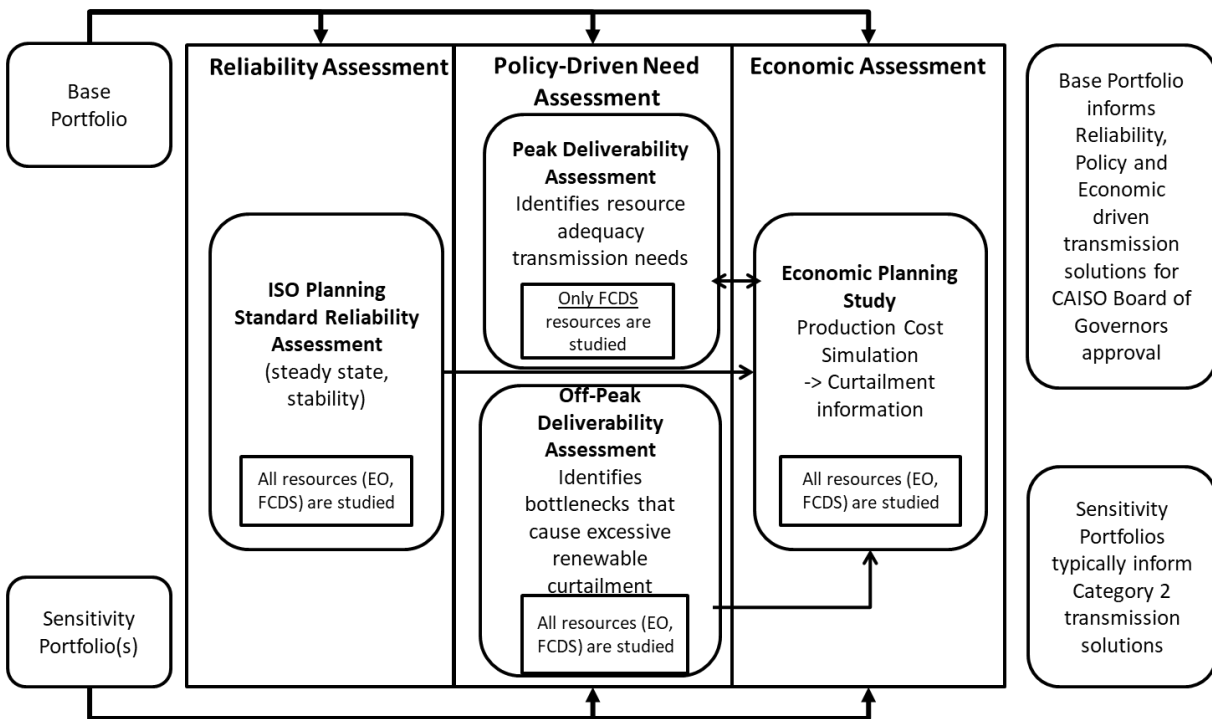 Base
Portfolio
Sensitivity
Portfolio(s)
Reliability Assessment
ISO Planning
Standard Reliability
Assessment
(steady state,
stability)
All resources (EO,
FCDS) are studied
Policy-Driven Need
Assessment
Peak Deliverability
Assessment
Identifies resource
adequacy
transmission needs
Only FCDS
resources are
studied
Off-Peak
Deliverability
Assessment
Identifies
bottlenecks that
cause excessive
renewable
curtailment
All resources (EO,
FCDS) are studied
Economic Assessment
Economic Planning
Study
Production Cost
Simulation
-> Curtailment
information
All resources (EO,
FCDS) are studied
Base Portfolio
informs
Reliability,
Policy and
Economic
driven
transmission
solutions for
CAISO Board of
Governors
approval
Sensitivity
Portfolios
typically inform
Category 2
transmission
solutions